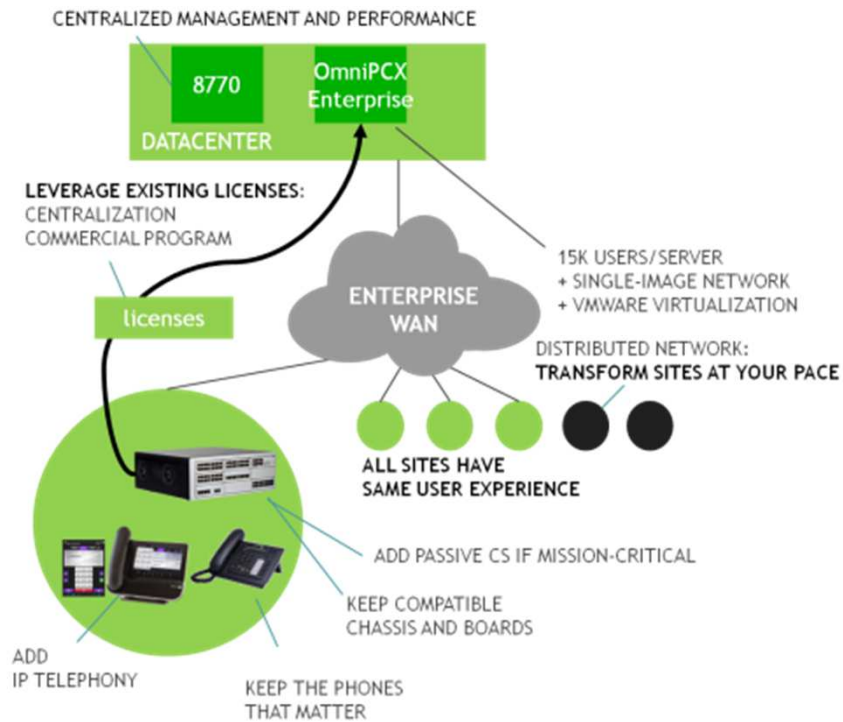 CENTRALIZED MANAGEMENT AND PERFORMANCE
8770
OmniPCX
Enterprise
DATACENTER
LEVERAGE EXISTING LICENSES:
CENTRALIZATION
COMMERCIAL PROGRAM
licenses
ENTERPRISE
WAN
15K USERS/SERVER
+ SINGLE-IMAGE NETWORK
+ VMWARE VIRTUALIZATION
DISTRIBUTED NETWORK:
TRANSFORM SITES AT YOUR PACE
ALL SITES HAVE
SAME USER EXPERIENCE
ADD PASSIVE CS IF MISSION-CRITICAL
KEEP COMPATIBLE
CHASSIS AND BOARDS
ADD
IP TELEPHONY
KEEP THE PHONES
THAT MATTER